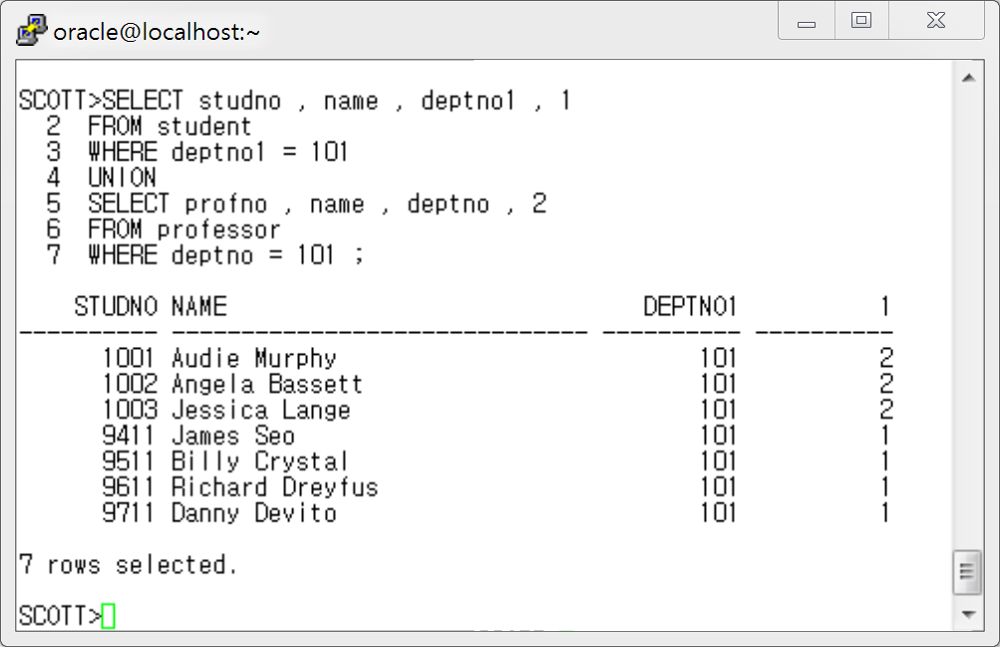 oracle@localhost:~
SCOTT>SELECT studno , name , deptno1 , 1
2 FROM student
3 WHERE deptno1 = 101
4 UNION
5 SELECT profno , name , deptno , 2
6 FROM professor
7 WHERE deptno = 101 ;
STUDNO NAME DEPTNO1 1
---------- ------------------------------ ---------- ----------
1001 Audie Murphy 101 2
1002 Angela Bassett 101 2
1003 Jessica Lange 101 2
9411 James Seo 101 1
9511 Billy Crystal 101 1
9611 Richard Dreyfus 101 1
9711 Danny Devito 101 1
7 rows selected.
SCOTT>